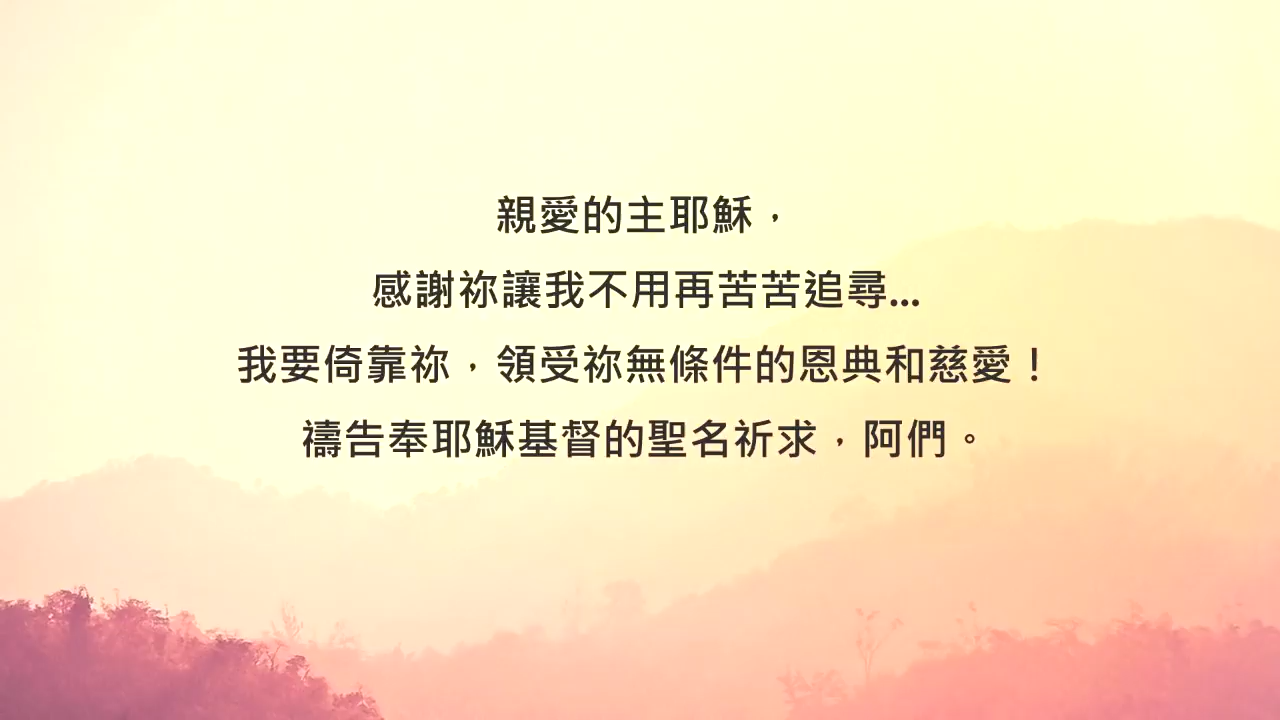 親愛的主耶穌，
感謝祢讓我不用再苦苦追尋...
我要倚靠祢，領受祢無條件的恩典和慈愛！
禱告奉耶穌基督的聖名祈求，阿們。